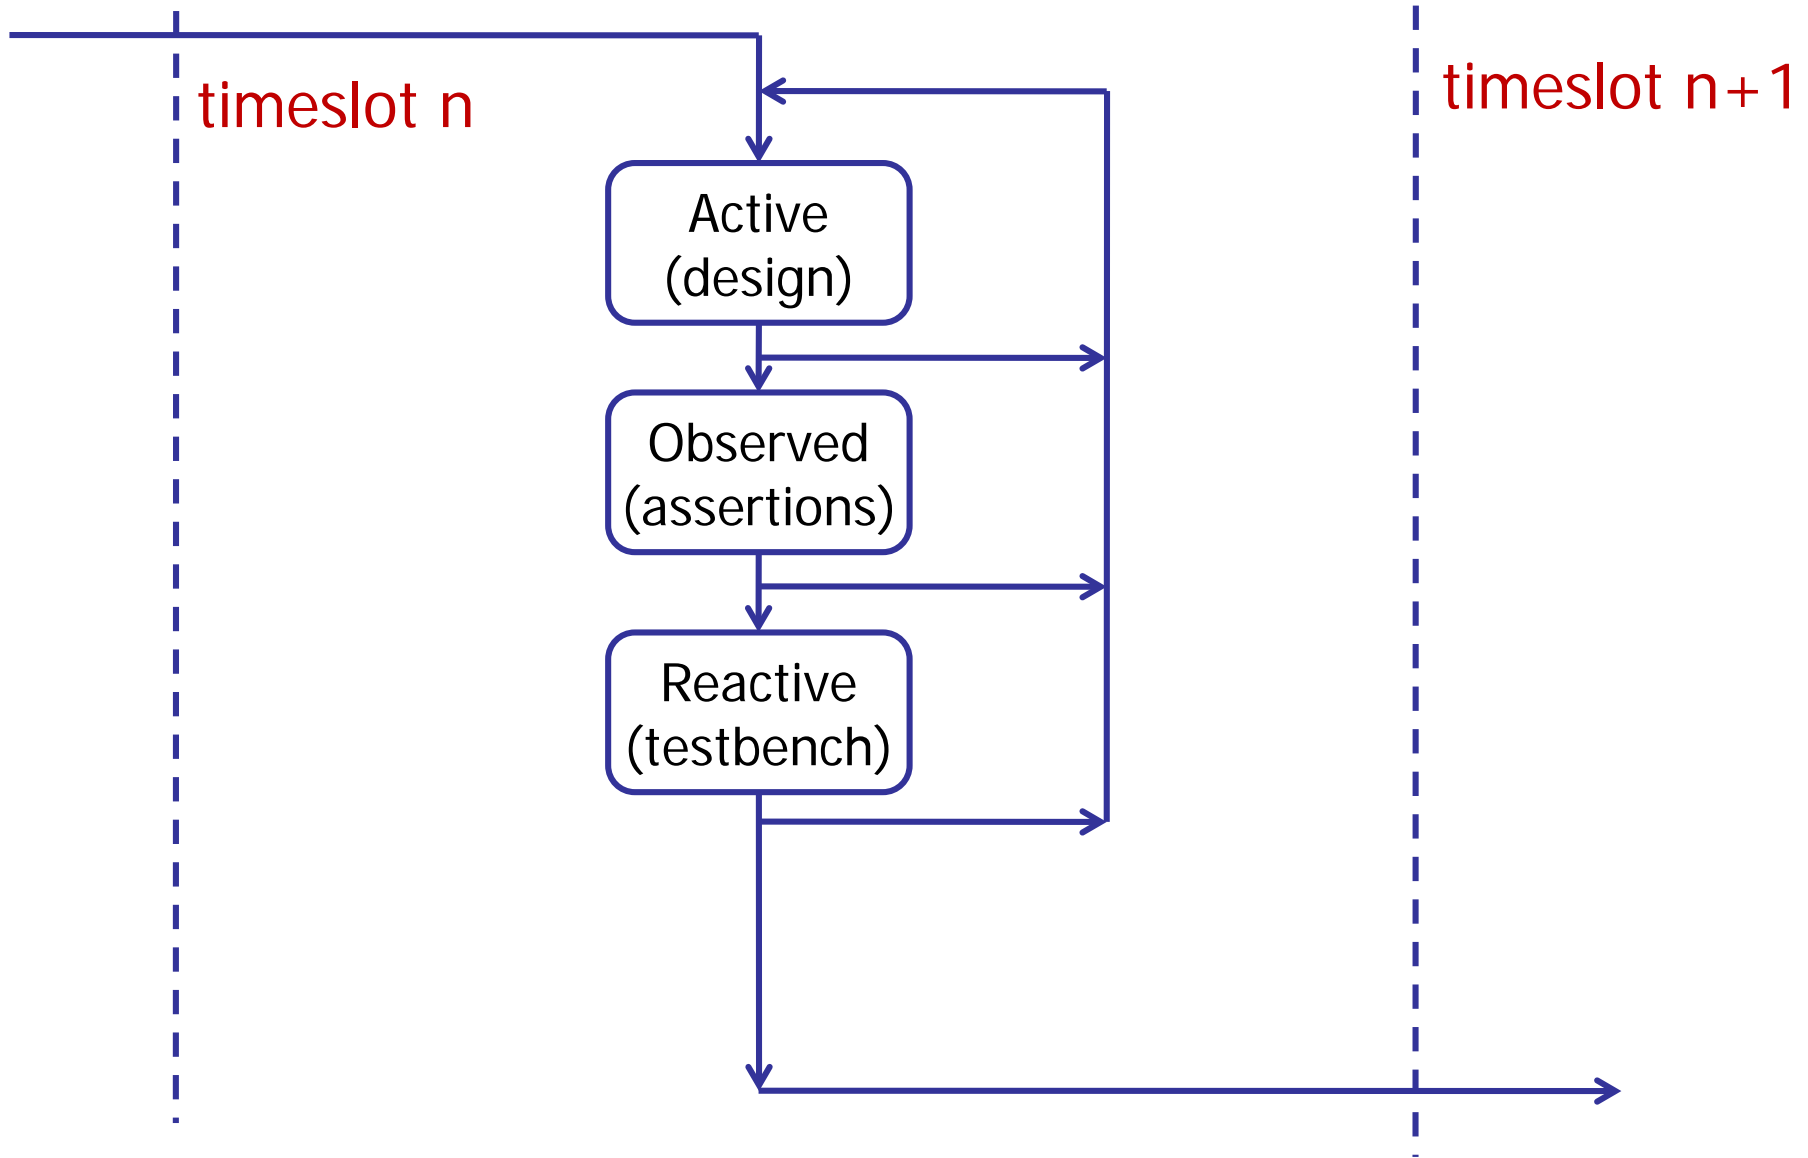 timeslot n
timeslot n+1
Active
(design)
Observed
(assertions)
Reactive
(testbench)